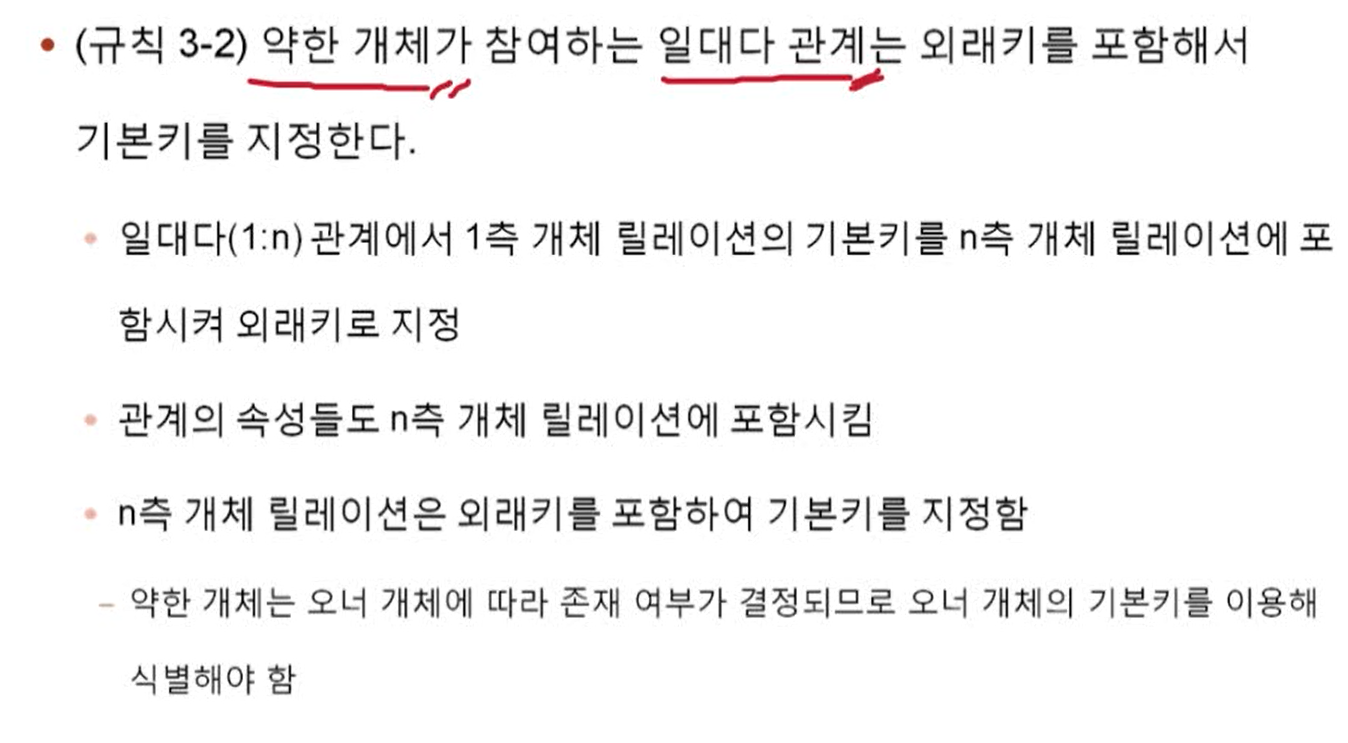 • (규칙 3-2) 약한 개체가 참여하는 일대다 관계는 외래키를 포함해서
기본키를 지정한다.
• 일대다(1:n) 관계에서 1측 개체 릴레이션의 기본키를 n측 개체 릴레이션에 포
함시켜 외래키로 지정
• 관계의 속성들도 n측 개체 릴레이션에 포함시킴
• n측 개체 릴레이션은 외래키를 포함하여 기본키를 지정함
– 약한 개체는 오너 개체에 따라 존재 여부가 결정되므로 오너 개체의 기본키를 이용해
식별해야 함